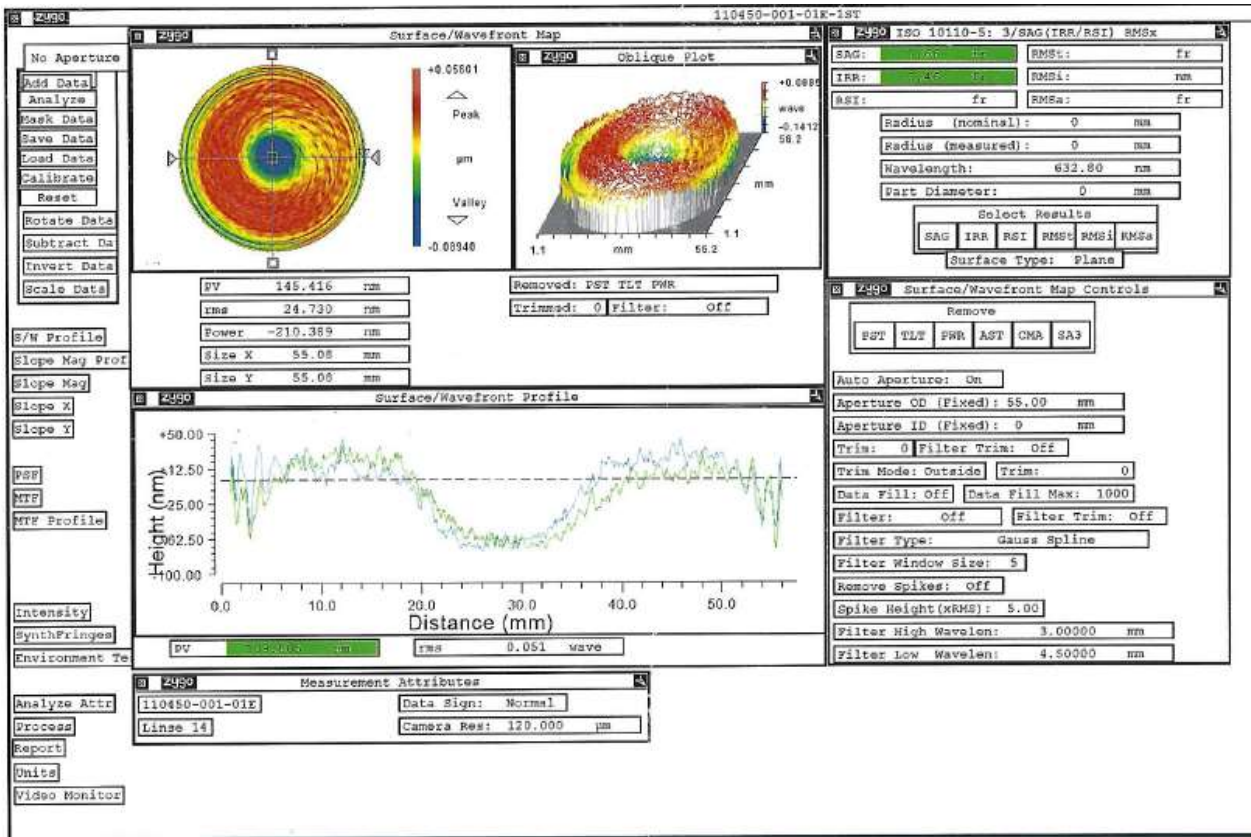 zygo 110450-001-01E-1ST
No Aperture
Add Data
Analyze
Mask Data
Save Data
Load Data
Calibrate
Reset
Rotate Data
Subtract Da
Invert Data
Scale Data
S/W Profile
Slope Mag Prof
Slope Mag
Slope X
Slope Y
PSF
MTF
MTF Profile
Intensity
SynthFringes
Environment Te
Analyze Attr
Process
Report
Units
Video Monitor
zygo Surface/Wavefront Map
+0.05601
Peak
µm
Valley
-0.08940
PV 145.416 nm
rms 24.730 nm
Power -210.389 nm
Size X 55.08 mm
Size Y 55.08 mm
zygo Oblique Plot
wave
56.2
mm
1.1
1.1 mm 55.2
Removed: PST TLT PWR
Trimmed: 0 Filter: Off
zygo Surface/Wavefront Profile
Height (nm)
+50.00
+12.50
-25.00
-62.50
-100.00
0.0 10.0 20.0 30.0 40.0 50.0
Distance (mm)
PV
rms 0.051 wave
zygo Measurement Attributes
110450-001-01E Data Sign: Normal
Linse 14 Camera Res: 120.000 µm
zygo ISO 10110-5: 3/SAG(IRR/RSI) RMSx
SAG: fr RMSt: fr
IRR: fr RMSi: nm
RSI: fr RMSa: fr
Radius (nominal): 0 mm
Radius (measured): 0 mm
Wavelength: 632.80 nm
Part Diameter: 0 mm
Select Results
SAG IRR RSI RMSt RMSi RMSa
Surface Type: Plane
zygo Surface/Wavefront Map Controls
Remove
PST TLT PWR AST CMA SA3
Auto Aperture: On
Aperture OD (Fixed): 55.00 mm
Aperture ID (Fixed): 0 mm
Trim: 0 Filter Trim: Off
Trim Mode: Outside Trim: 0
Data Fill: Off Data Fill Max: 1000
Filter: Off Filter Trim: Off
Filter Type: Gauss Spline
Filter Window Size: 5
Remove Spikes: Off
Spike Height(xRMS): 5.00
Filter High Wavelen: 3.00000 mm
Filter Low Wavelen: 4.50000 mm